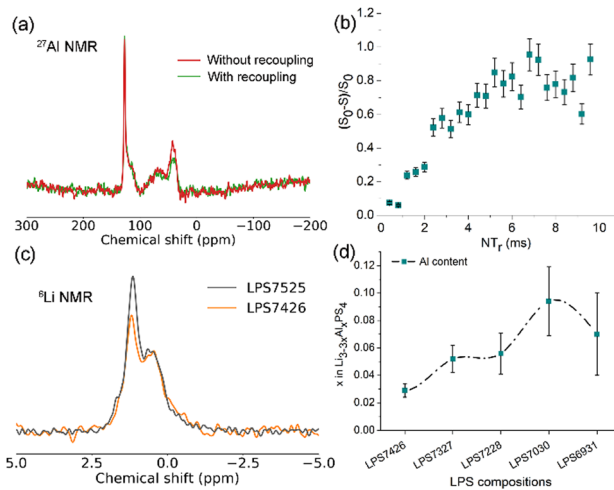 (a)
²⁷Al NMR
Without recoupling
With recoupling
300 200 100 0 −100 −200
Chemical shift (ppm)
(b)
(S₀-S)/S₀
1.2
1.0
0.8
0.6
0.4
0.2
0
0 2 4 6 8 10
NTᵣ (ms)
(c)
⁶Li NMR
LPS7525
LPS7426
5.0 2.5 0.0 −2.5 −5.0
Chemical shift (ppm)
(d)
Al content
x in Li₃₋₃ₓAlₓPS₄
0.12
0.10
0.08
0.06
0.04
0.02
0.00
LPS7426
LPS7327
LPS7228
LPS7030
LPS6931
LPS compositions